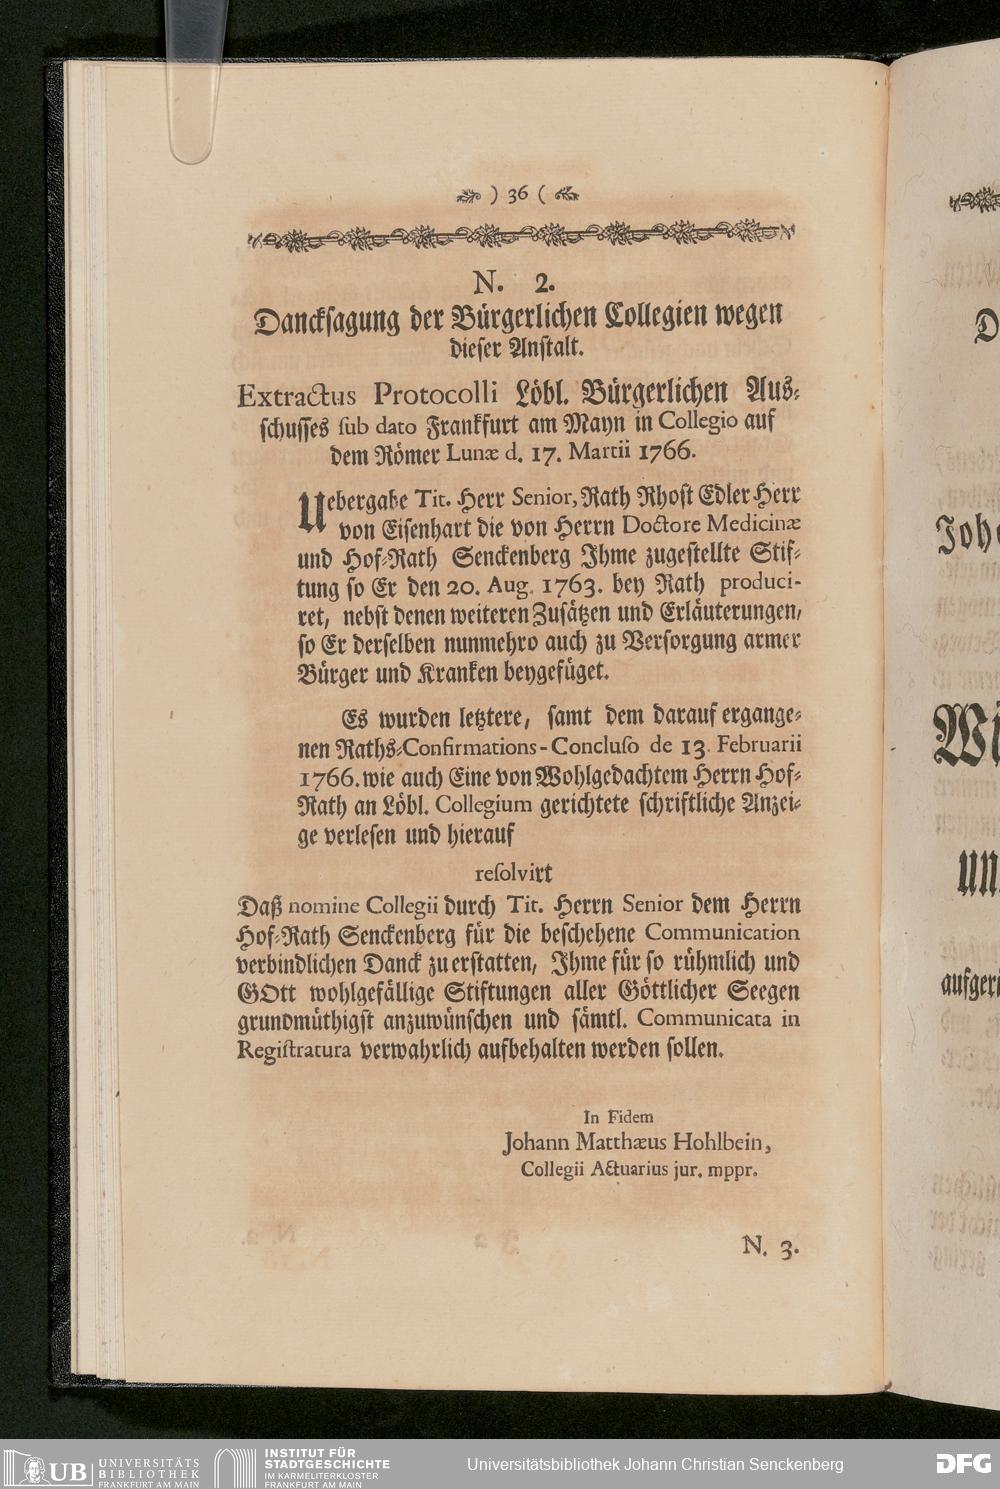 ) 36 (
N. 2.
Dancksagung der Bürgerlichen Collegien wegen
dieser Anstalt.
Extractus Protocolli Löbl. Bürgerlichen Aus-
schusses sub dato Franckfurt am Mayn in Collegio auf
dem Römer Lunæ d. 17. Martii 1766.
Uebergabe Tit. Herr Senior, Rath Rhost Edler Herr
von Eisenhart die von Herrn Doctore Medicinæ
und Hof-Rath Senckenberg Ihme zugestellte Stif-
tung so Er den 20. Aug. 1763. bey Rath produci-
ret, nebst denen weiteren Zusätzen und Erläuterungen,
so Er derselben nunmehro auch zu Versorgung armer
Bürger und Kranken beygefüget.
Es wurden letztere, samt dem darauf ergange-
nen Raths-Confirmations-Concluso de 13. Februarii
1766. wie auch Eine von Wohlgedachtem Herrn Hof-
Rath an Löbl. Collegium gerichtete schriftliche Anzei-
ge verlesen und hierauf
resolvirt
Daß nomine Collegii durch Tit. Herrn Senior dem Herrn
Hof-Rath Senckenberg für die beschehene Communication
verbindlichen Danck zu erstatten, Ihme für so rühmlich und
GOtt wohlgefällige Stiftungen aller Göttlicher Seegen
grundmüthigst anzuwünschen und sämtl. Communicata in
Registratura verwahrlich aufbehalten werden sollen.
In Fidem
Johann Matthæus Hohlbein,
Collegii Actuarius jur. mppr.
N. 3.
UB UNIVERSITÄTS
BIBLIOTHEK
FRANKFURT AM MAIN
INSTITUT FÜR
STADTGESCHICHTE
IM KARMELITERKLOSTER
FRANKFURT AM MAIN
Universitätsbibliothek Johann Christian Senckenberg
DFG